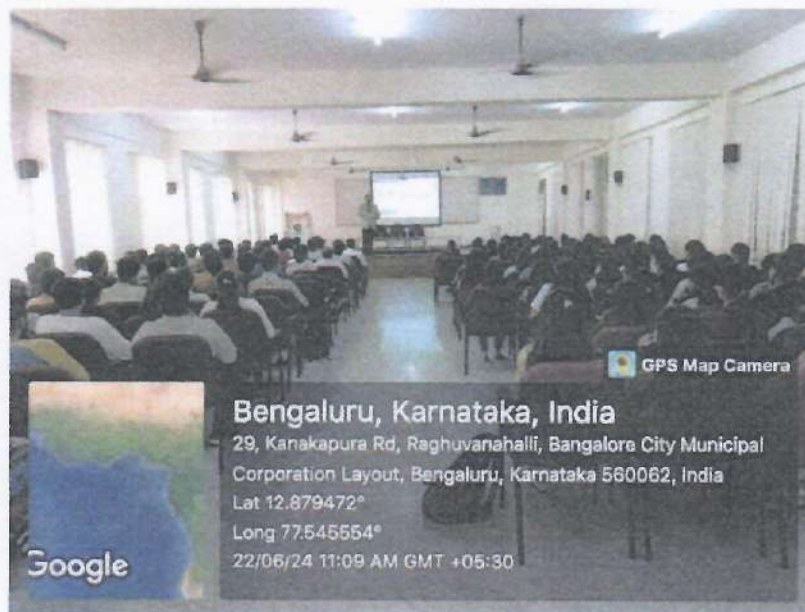 GPS Map Camera
Bengaluru, Karnataka, India
29, Kanakapura Rd, Raghuvanahalli, Bangalore City Municipal
Corporation Layout, Bengaluru, Karnataka 560062, India
Lat 12.879472°
Long 77.545554°
22/06/24 11:09 AM GMT +05:30
Google